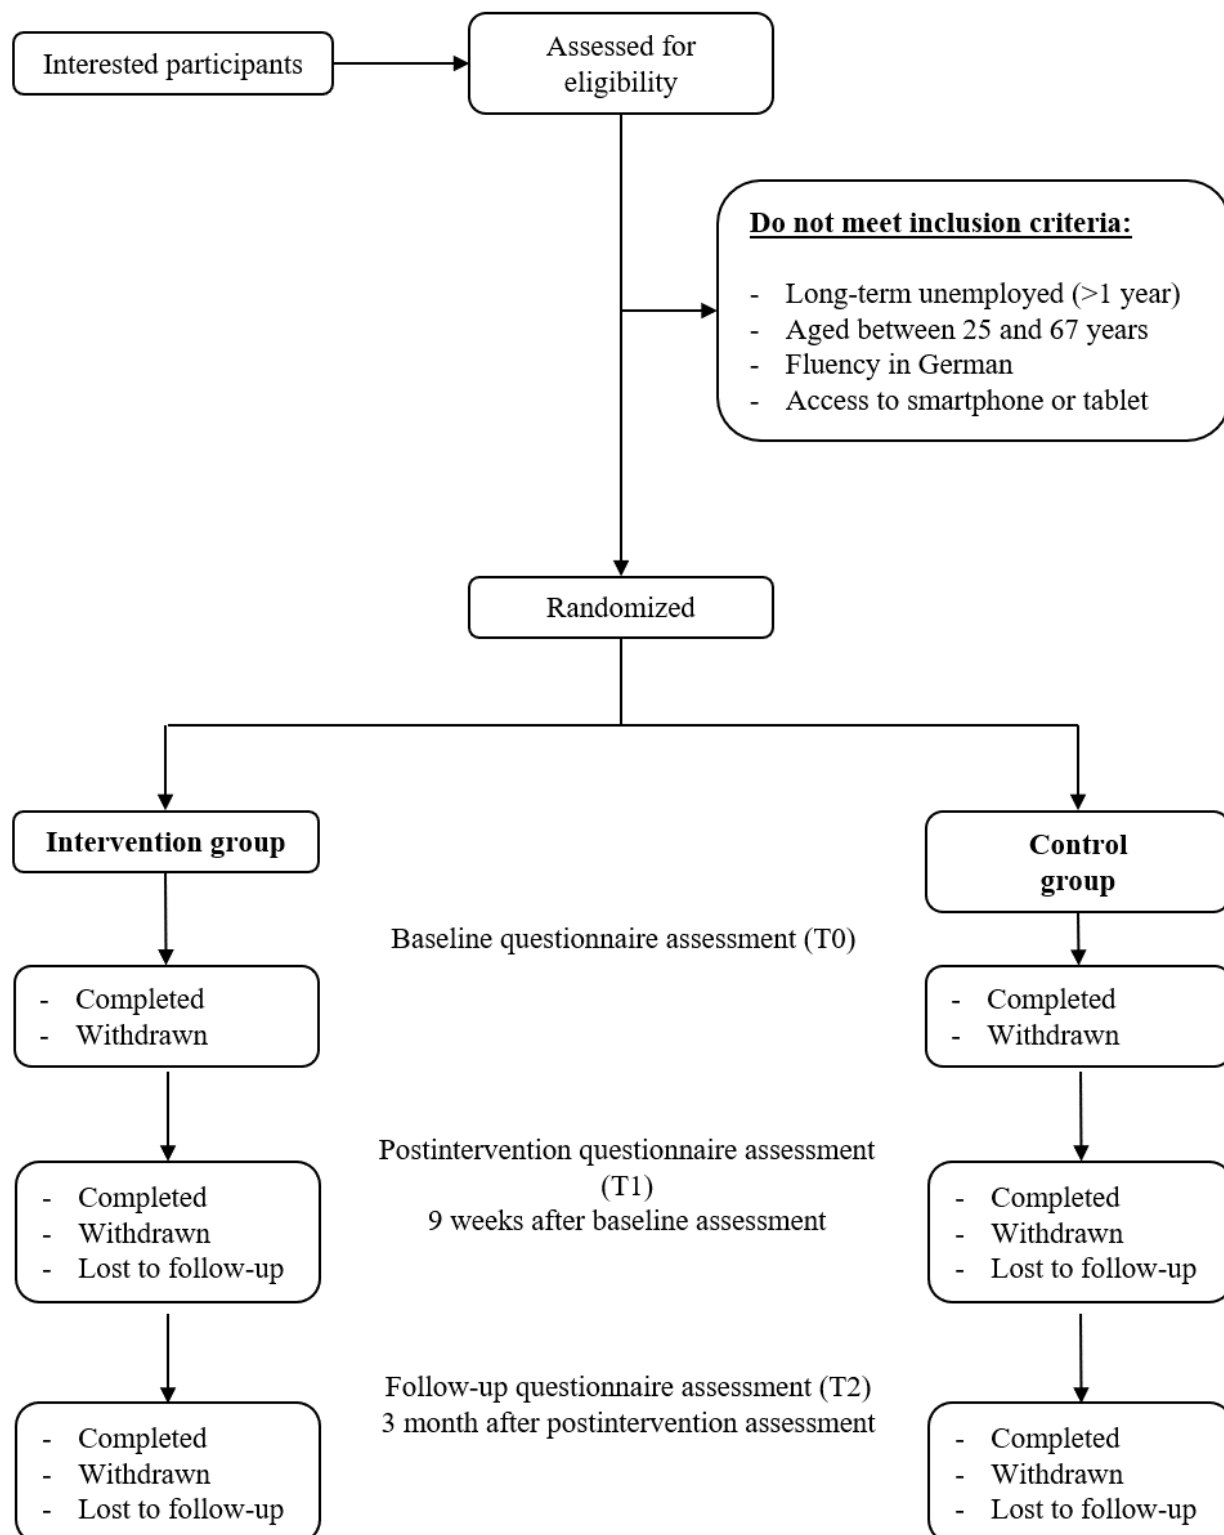 Interested participants
Assessed for
eligibility
Do not meet inclusion criteria:
- Long-term unemployed (>1 year)
- Aged between 25 and 67 years
- Fluency in German
- Access to smartphone or tablet
Randomized
Intervention group
Control
group
Baseline questionnaire assessment (T0)
- Completed
- Withdrawn
- Completed
- Withdrawn
Postintervention questionnaire assessment
(T1)
9 weeks after baseline assessment
- Completed
- Withdrawn
- Lost to follow-up
- Completed
- Withdrawn
- Lost to follow-up
Follow-up questionnaire assessment (T2)
3 month after postintervention assessment
- Completed
- Withdrawn
- Lost to follow-up
- Completed
- Withdrawn
- Lost to follow-up